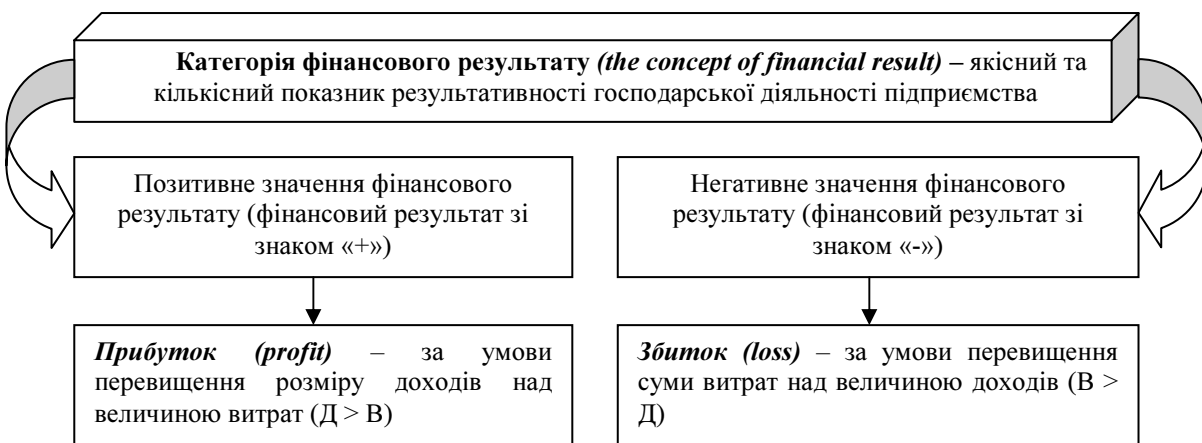 Категорія фінансового результату (the concept of financial result) – якісний та
кількісний показник результативності господарської діяльності підприємства
Позитивне значення фінансового
результату (фінансовий результат зі
знаком «+»)
Негативне значення фінансового
результату (фінансовий результат зі
знаком «-»)
Прибуток (profit) – за умови
перевищення розміру доходів над
величиною витрат (Д > В)
Збиток (loss) – за умови перевищення
суми витрат над величиною доходів (В >
Д)